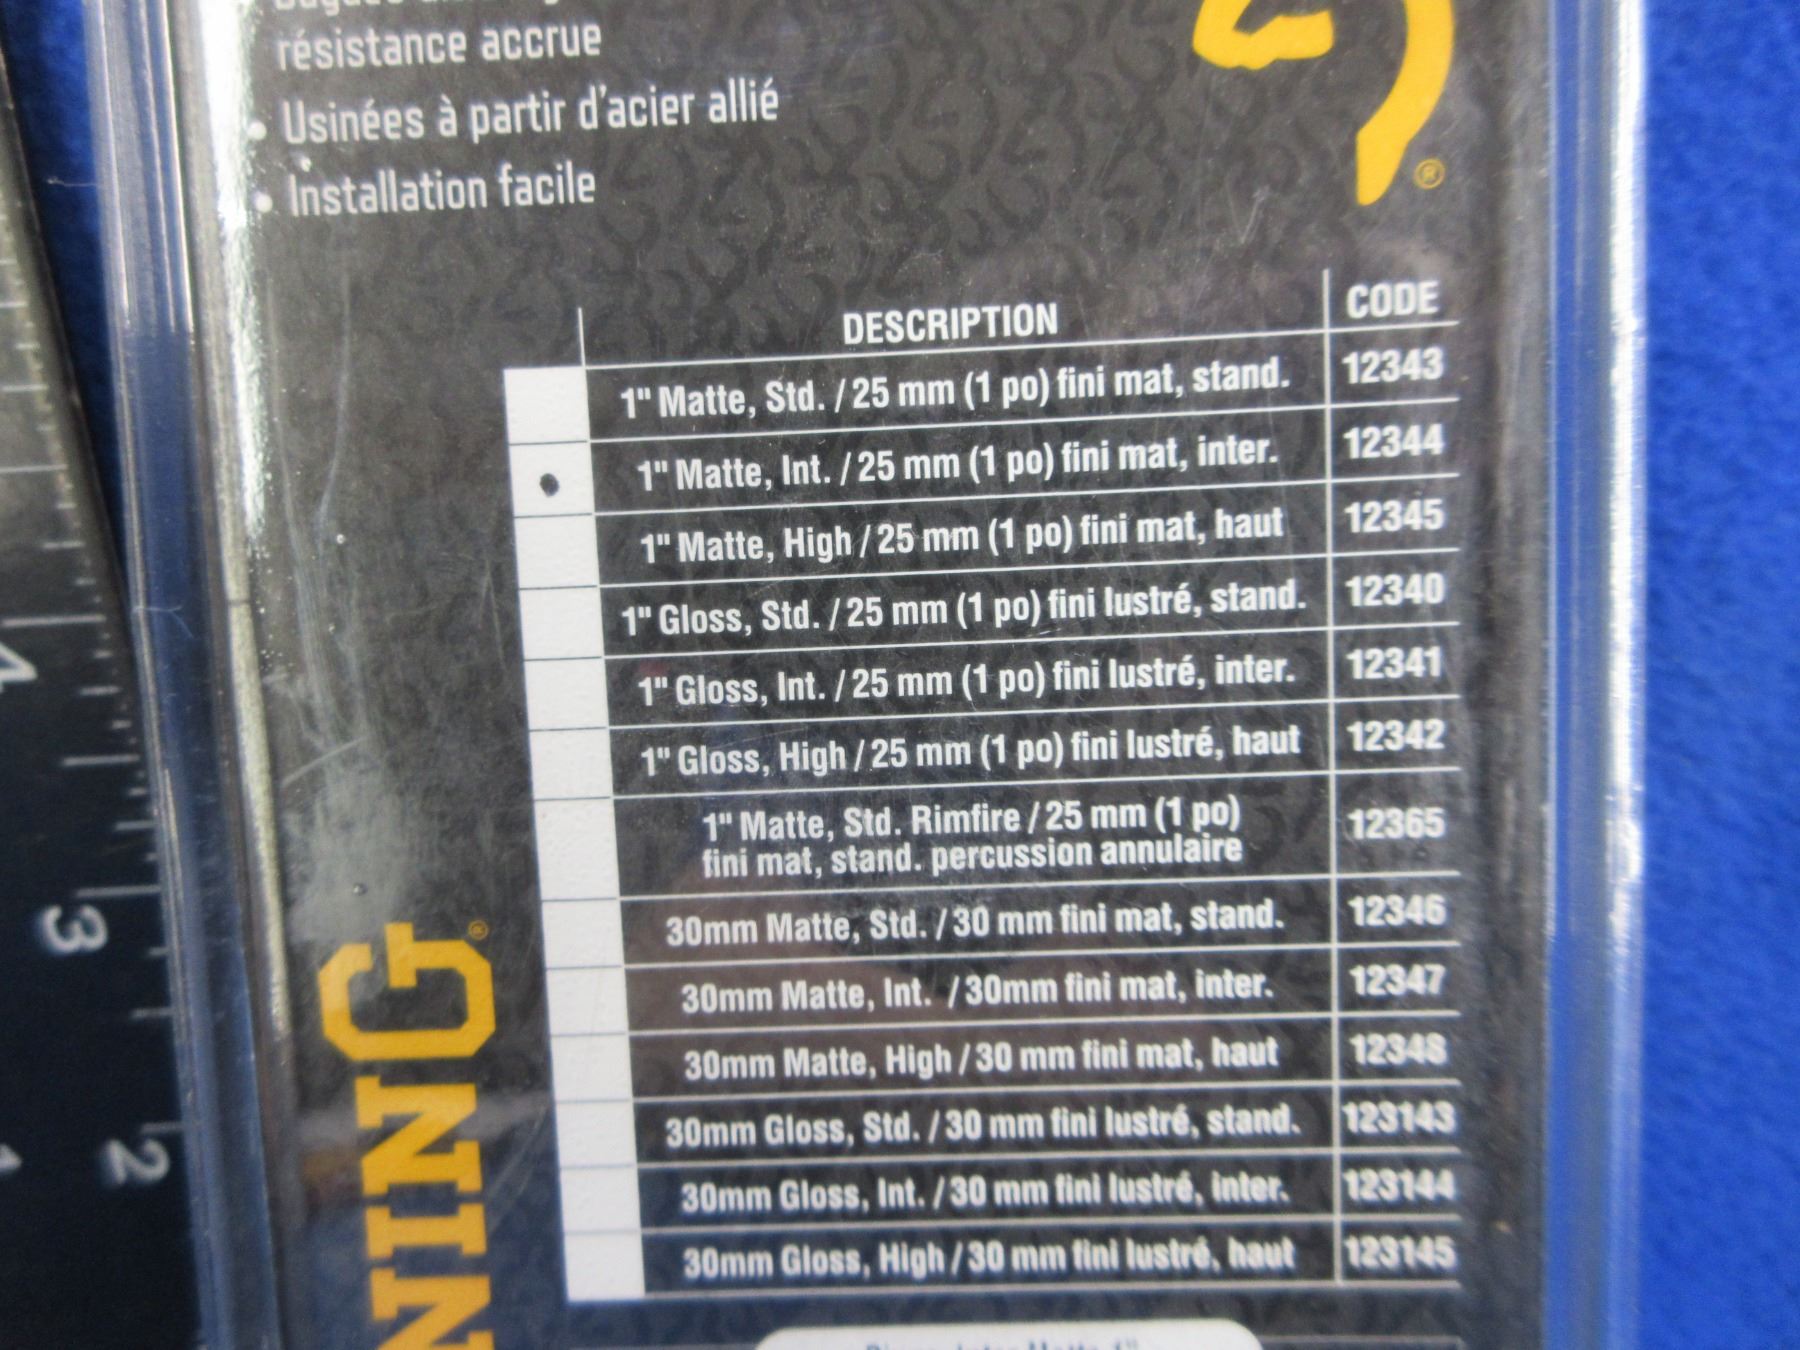 résistance accrue
• Usinées à partir d'acier allié
• Installation facile
®
DESCRIPTION CODE
1" Matte, Std. / 25 mm (1 po) fini mat, stand. 12343
1" Matte, Int. / 25 mm (1 po) fini mat, inter. 12344
1" Matte, High / 25 mm (1 po) fini mat, haut 12345
1" Gloss, Std. / 25 mm (1 po) fini lustré, stand. 12340
1" Gloss, Int. / 25 mm (1 po) fini lustré, inter. 12341
1" Gloss, High / 25 mm (1 po) fini lustré, haut 12342
1" Matte, Std. Rimfire / 25 mm (1 po)
fini mat, stand. percussion annulaire 12365
30mm Matte, Std. / 30 mm fini mat, stand. 12346
30mm Matte, Int. / 30mm fini mat, inter. 12347
30mm Matte, High / 30 mm fini mat, haut 12348
30mm Gloss, Std. / 30 mm fini lustré, stand. 123143
30mm Gloss, Int. / 30 mm fini lustré, inter. 123144
30mm Gloss, High / 30 mm fini lustré, haut 123145
NING®
4
3
2
1